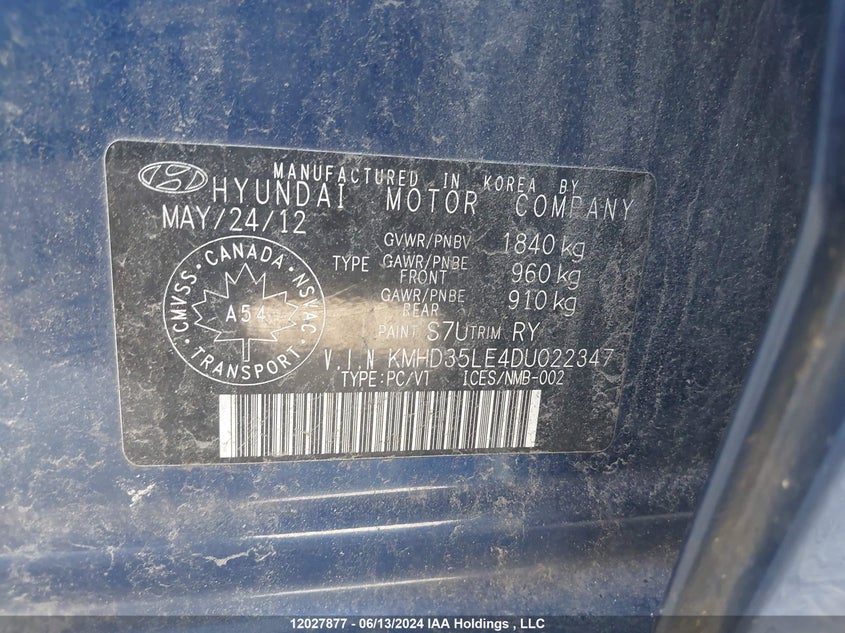 MANUFACTURED IN KOREA BY
HYUNDAI MOTOR COMPANY
MAY/24/12
GVWR/PNBV 1840 kg
TYPE GAWR/PNBE FRONT 960 kg
GAWR/PNBE REAR 910 kg
PAINT S7U TRIM RY
V.I.N KMHD35LE4DU022347
TYPE:PC/VT ICES/NMB-002
CMVSS · CANADA · NSVAC
A54
TRANSPORT
12027877 - 06/13/2024 IAA Holdings , LLC